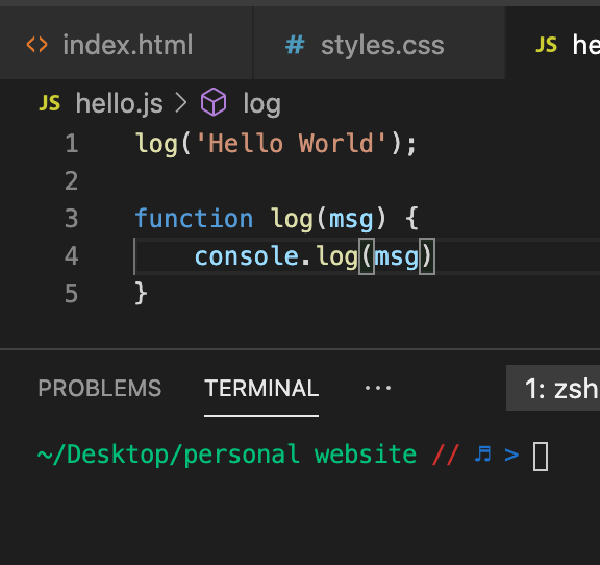 <> index.html # styles.css JS he
JS hello.js > log
1 log('Hello World');
2
3 function log(msg) {
4 console.log(msg)
5 }
PROBLEMS TERMINAL ... 1: zsh
~/Desktop/personal website // ♬ >